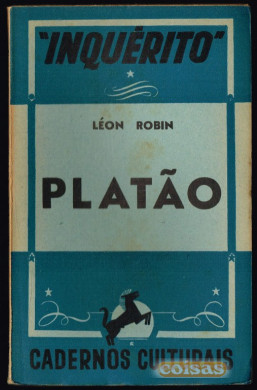 "INQUÉRITO"
LÉON ROBIN
PLATÃO
CADERNOS CULTURAIS
coisas